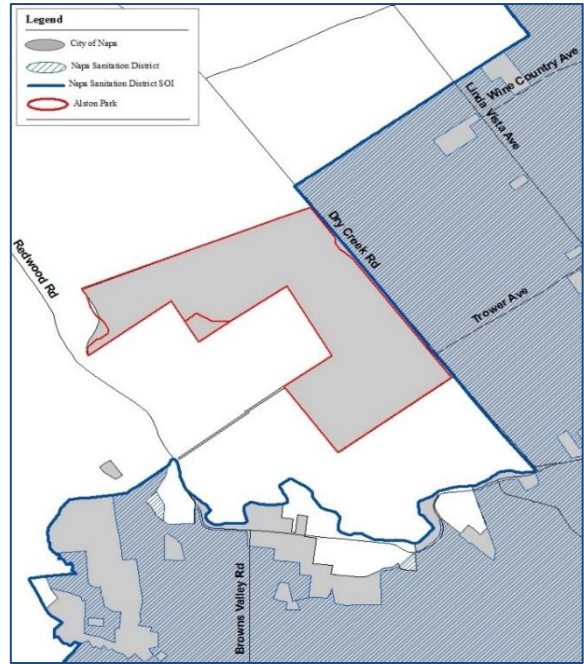 Legend
City of Napa
Napa Sanitation District
Napa Sanitation District SOI
Alston Park
Wine Country Ave
Linda Vista Ave
Dry Creek Rd
Redwood Rd
Trower Ave
Browns Valley Rd